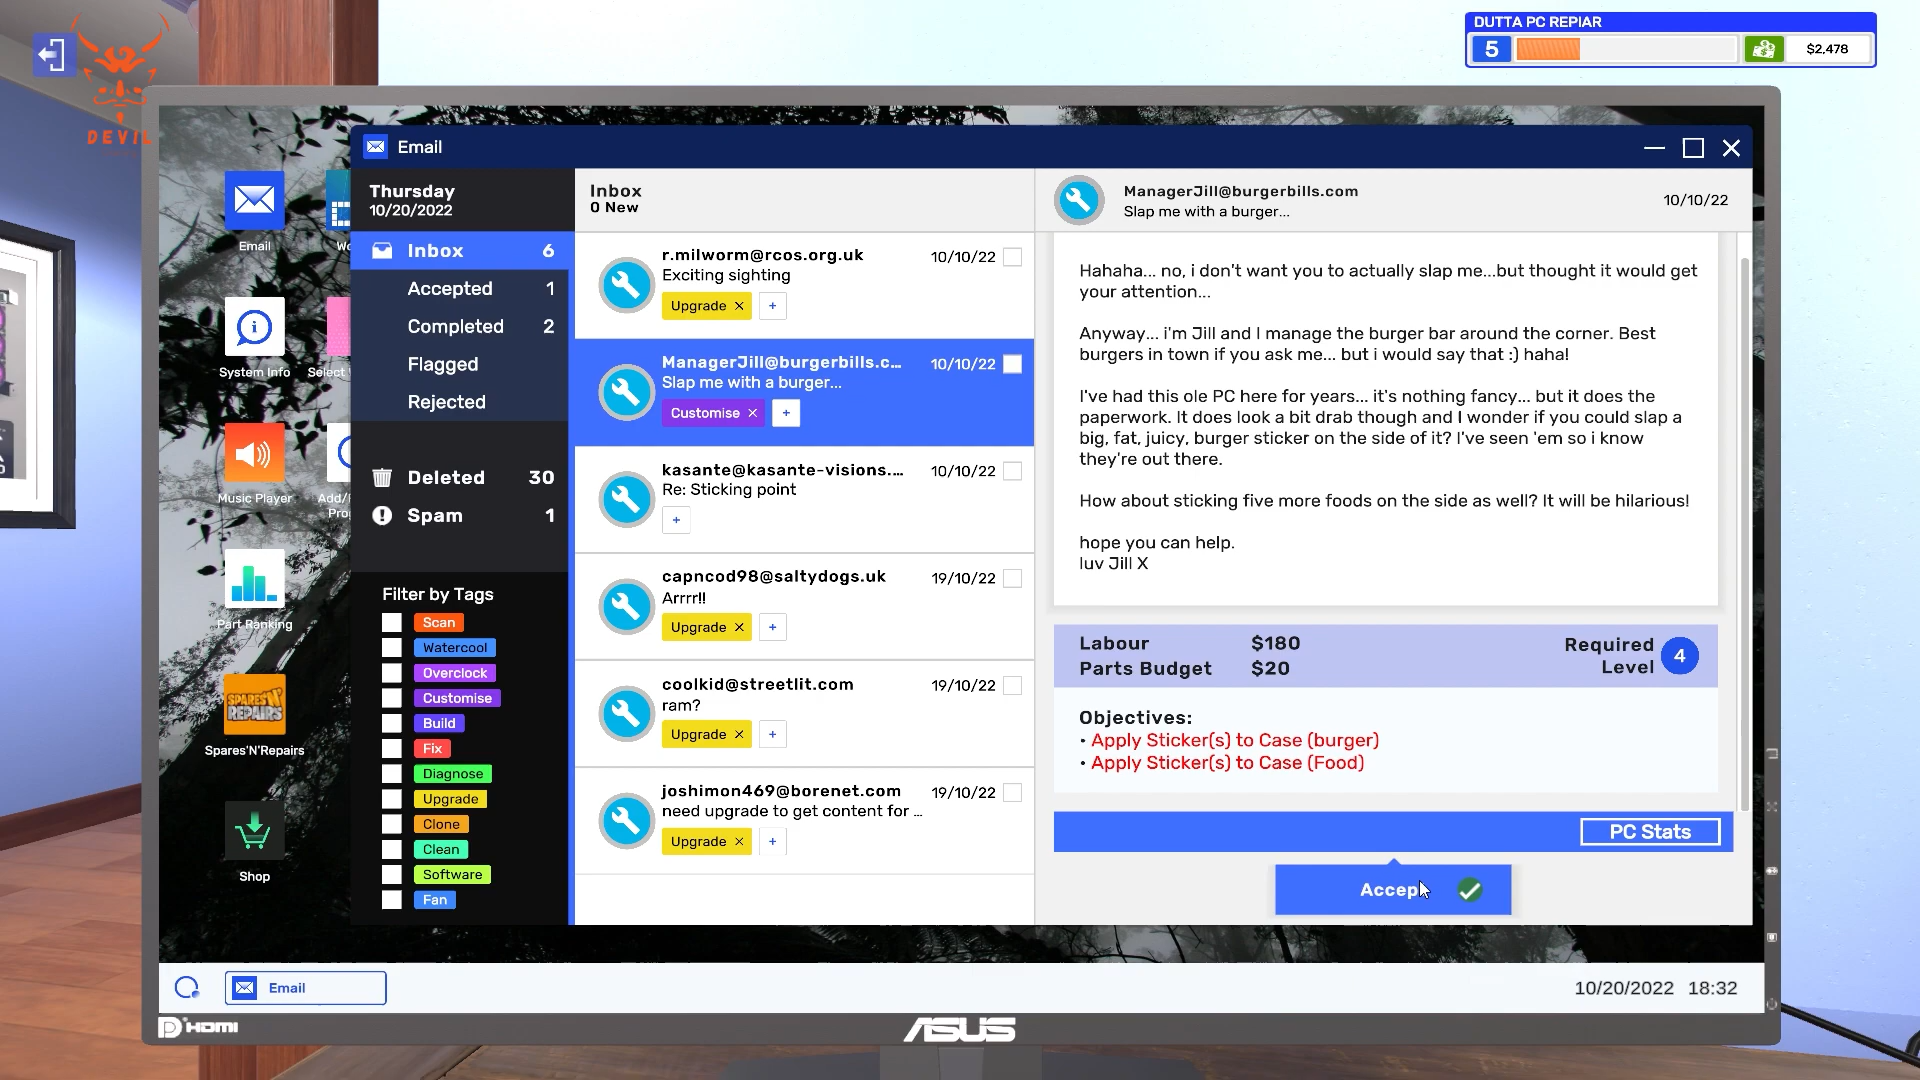 DEVIL
DUTTA PC REPIAR
5
$2,478
Email
Email
System Info
Music Player
Part Ranking
SPARES'N'
REPAIRS
Spares'N'Repairs
Shop
Thursday
10/20/2022
Inbox 6
Accepted 1
Completed 2
Flagged
Rejected
Deleted 30
Spam 1
Filter by Tags
Scan
Watercool
Overclock
Customise
Build
Fix
Diagnose
Upgrade
Clone
Clean
Software
Fan
Inbox
0 New
r.milworm@rcos.org.uk 10/10/22
Exciting sighting
Upgrade × +
ManagerJill@burgerbills.c... 10/10/22
Slap me with a burger...
Customise × +
kasante@kasante-visions.... 10/10/22
Re: Sticking point
+
capncod98@saltydogs.uk 19/10/22
Arrrr!!
Upgrade × +
coolkid@streetlit.com 19/10/22
ram?
Upgrade × +
joshimon469@borenet.com 19/10/22
need upgrade to get content for ...
Upgrade × +
ManagerJill@burgerbills.com 10/10/22
Slap me with a burger...
Hahaha... no, i don't want you to actually slap me...but thought it would get
your attention...
Anyway... i'm Jill and I manage the burger bar around the corner. Best
burgers in town if you ask me... but i would say that :) haha!
I've had this ole PC here for years... it's nothing fancy... but it does the
paperwork. It does look a bit drab though and I wonder if you could slap a
big, fat, juicy, burger sticker on the side of it? I've seen 'em so i know
they're out there.
How about sticking five more foods on the side as well? It will be hilarious!
hope you can help.
luv Jill X
Labour $180
Parts Budget $20
Required
Level 4
Objectives:
• Apply Sticker(s) to Case (burger)
• Apply Sticker(s) to Case (Food)
PC Stats
Email
10/20/2022 18:32
HDMI
ASUS